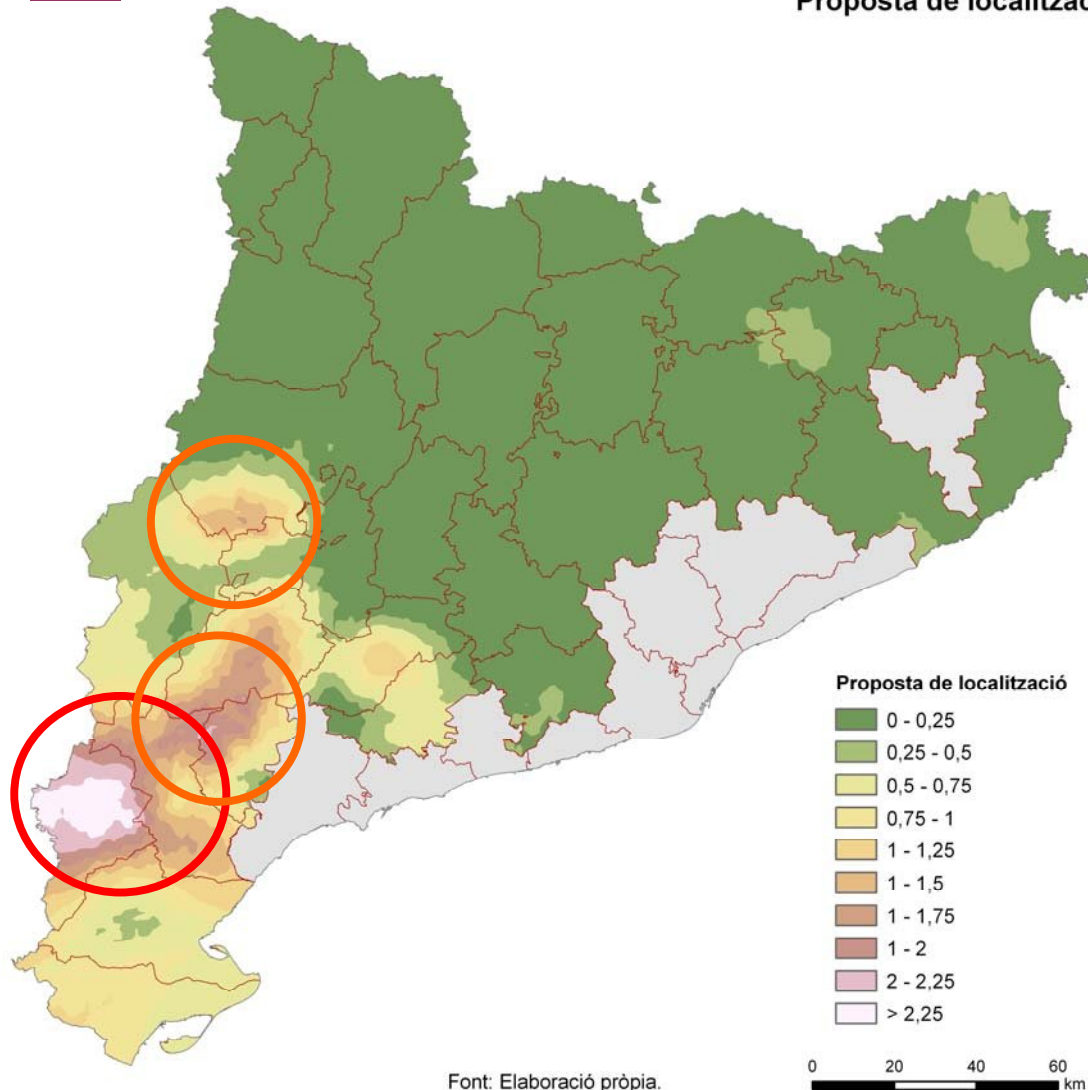 Proposta de localitzac
Proposta de localització
0 - 0,25
0,25 - 0,5
0,5 - 0,75
0,75 - 1
1 - 1,25
1 - 1,5
1 - 1,75
1 - 2
2 - 2,25
> 2,25
0 20 40 60
km
Font: Elaboració pròpia.